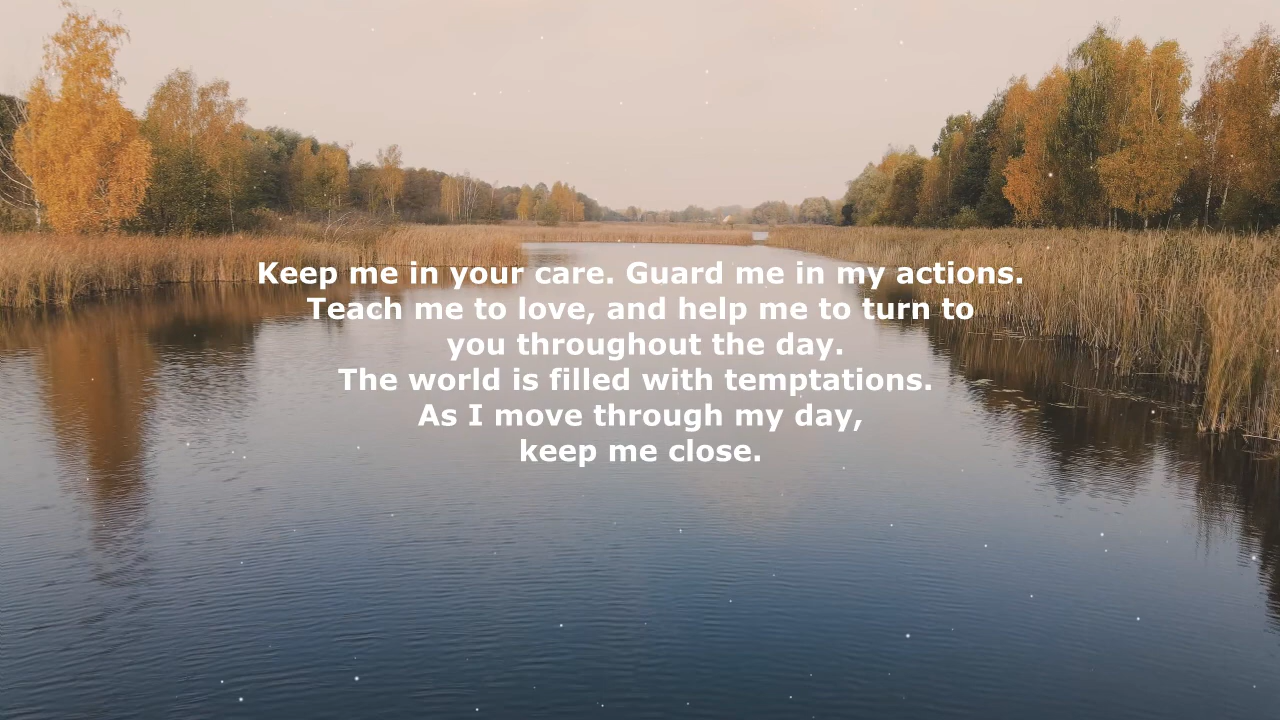 Keep me in your care. Guard me in my actions.
Teach me to love, and help me to turn to
you throughout the day.
The world is filled with temptations.
As I move through my day,
keep me close.